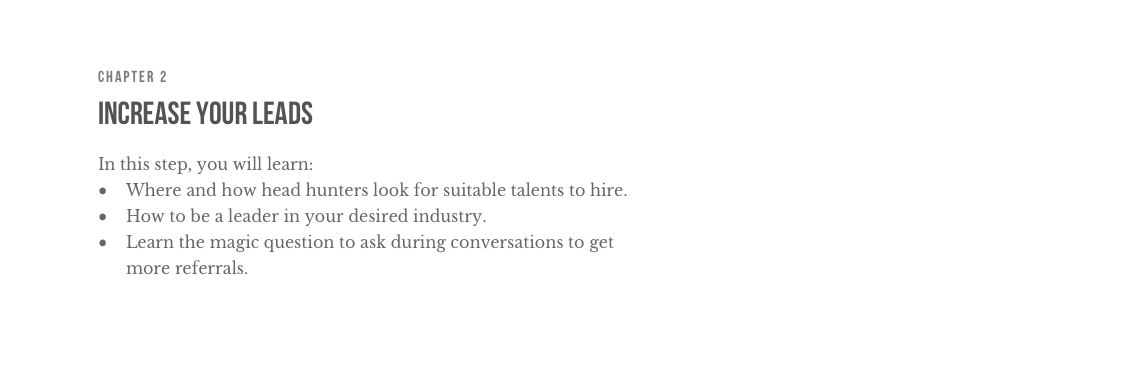 CHAPTER 2
INCREASE YOUR LEADS
In this step, you will learn:
• Where and how head hunters look for suitable talents to hire.
• How to be a leader in your desired industry.
• Learn the magic question to ask during conversations to get
more referrals.